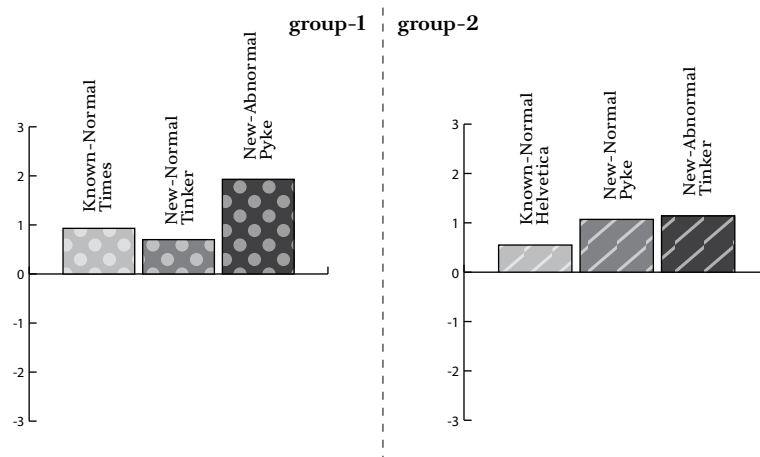 group-1
group-2
Known-Normal
Times
New-Normal
Tinker
New-Abnormal
Pyke
3
2
1
0
-1
-2
-3
Known-Normal
Helvetica
New-Normal
Pyke
New-Abnormal
Tinker
3
2
1
0
-1
-2
-3